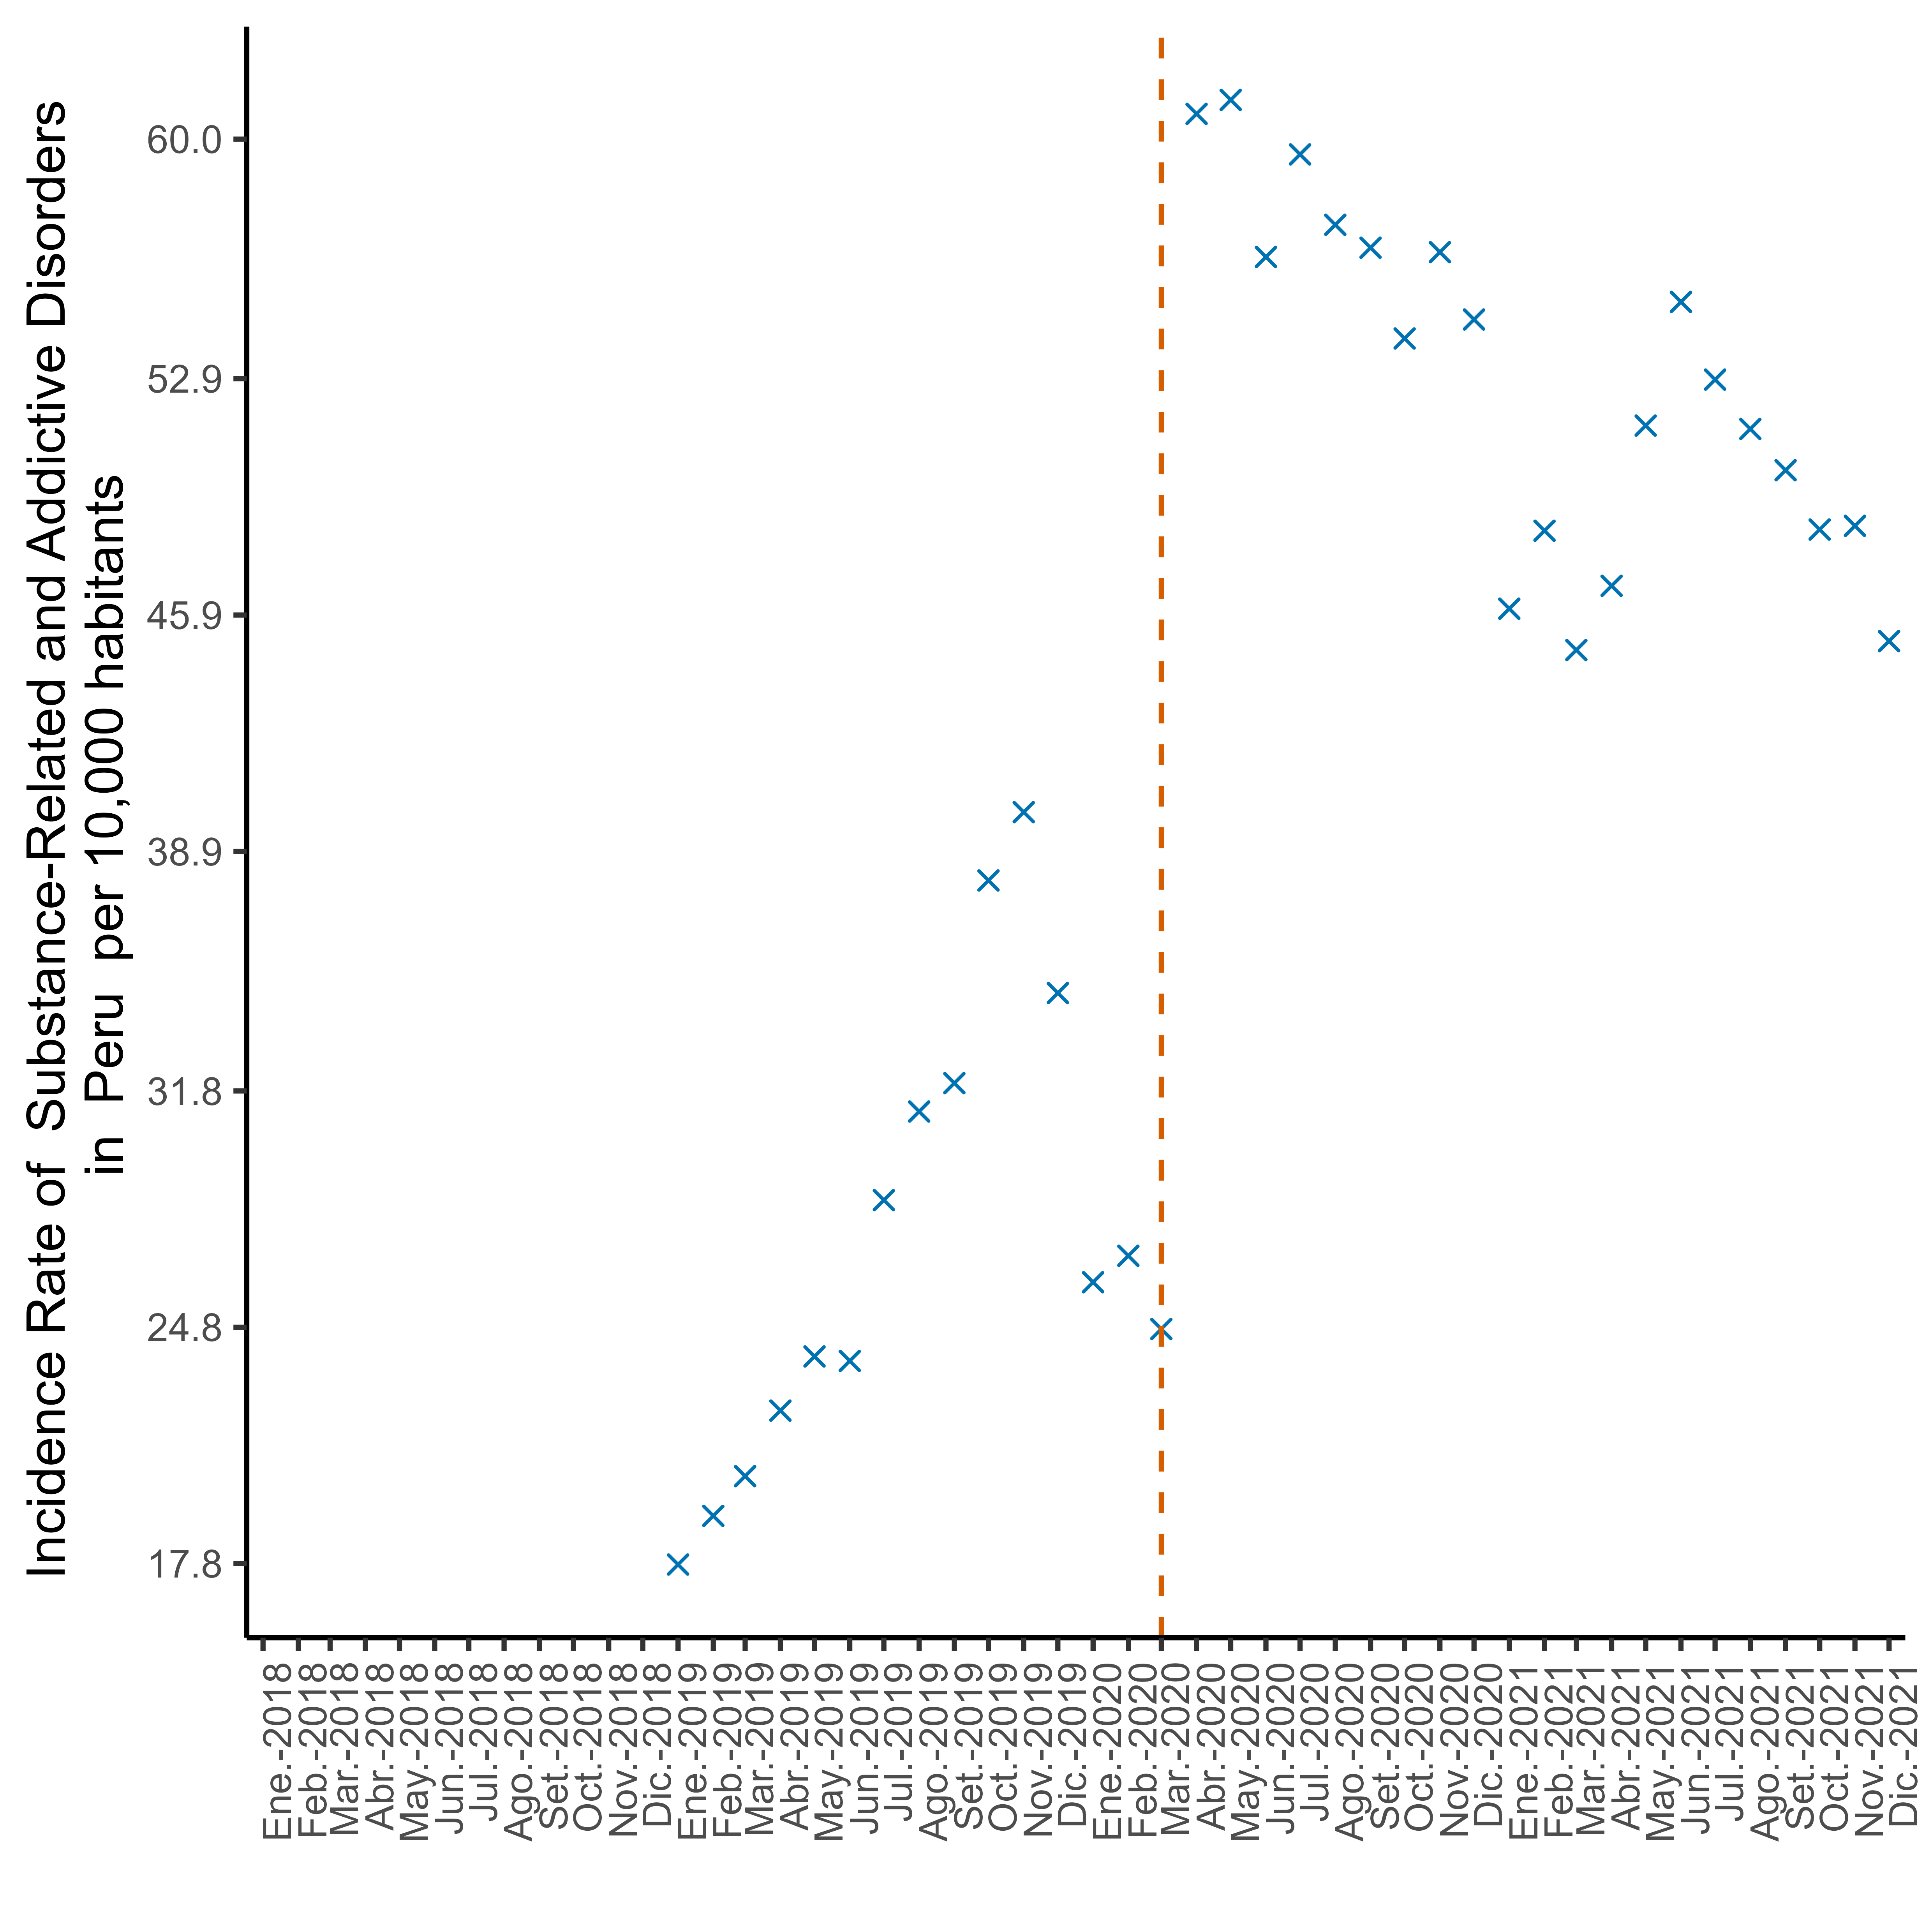 Incidence Rate of  Substance-Related and Addictive Disorders
in Peru  per 10,000 habitants
60.0
52.9
45.9
38.9
31.8
24.8
17.8
Ene.-2018
Feb.-2018
Mar.-2018
Abr.-2018
May.-2018
Jun.-2018
Jul.-2018
Ago.-2018
Set.-2018
Oct.-2018
Nov.-2018
Dic.-2018
Ene.-2019
Feb.-2019
Mar.-2019
Abr.-2019
May.-2019
Jun.-2019
Jul.-2019
Ago.-2019
Set.-2019
Oct.-2019
Nov.-2019
Dic.-2019
Ene.-2020
Feb.-2020
Mar.-2020
Abr.-2020
May.-2020
Jun.-2020
Jul.-2020
Ago.-2020
Set.-2020
Oct.-2020
Nov.-2020
Dic.-2020
Ene.-2021
Feb.-2021
Mar.-2021
Abr.-2021
May.-2021
Jun.-2021
Jul.-2021
Ago.-2021
Set.-2021
Oct.-2021
Nov.-2021
Dic.-2021